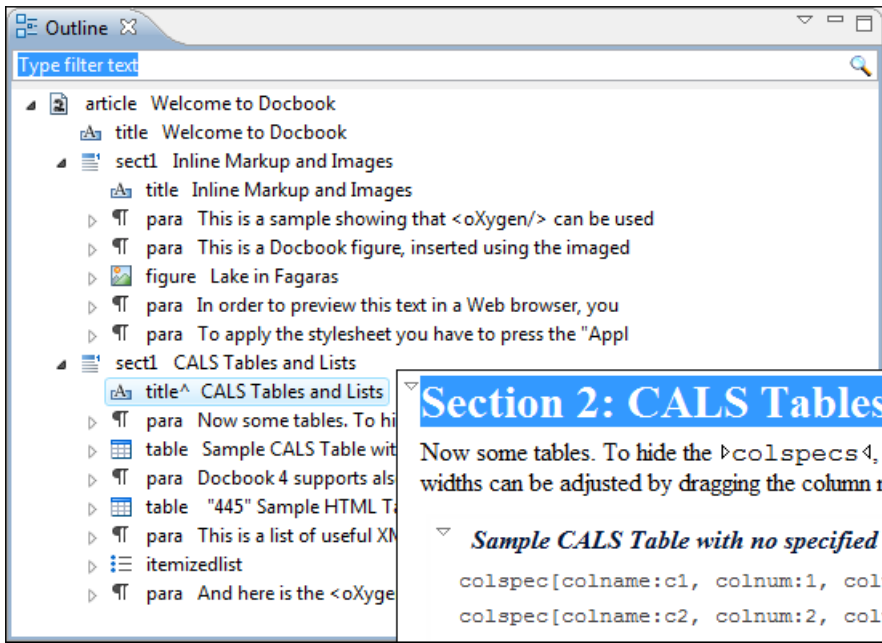 Outline
Type filter text
article Welcome to Docbook
title Welcome to Docbook
sect1 Inline Markup and Images
title Inline Markup and Images
para This is a sample showing that <oXygen/> can be used
para This is a Docbook figure, inserted using the imaged
figure Lake in Fagaras
para In order to preview this text in a Web browser, you
para To apply the stylesheet you have to press the "Appl
sect1 CALS Tables and Lists
title^ CALS Tables and Lists
para Now some tables. To hi
table Sample CALS Table wit
para Docbook 4 supports als
table "445" Sample HTML Ta
para This is a list of useful XM
itemizedlist
para And here is the <oXyge
Section 2: CALS Tables
Now some tables. To hide the colspecs,
widths can be adjusted by dragging the column
Sample CALS Table with no specified
colspec[colname:c1, colnum:1, col
colspec[colname:c2, colnum:2, col